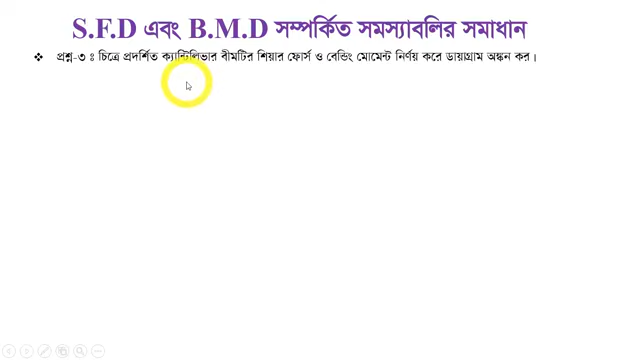 S.F.D এবং B.M.D সম্পর্কিত সমস্যাবলির সমাধান
❖ প্রশ্ন-৩ : চিত্রে প্রদর্শিত ক্যান্টিলিভার বীমটির শিয়ার ফোর্স ও বেন্ডিং মোমেন্ট নির্ণয় করে ডায়াগ্রাম অঙ্কন কর।